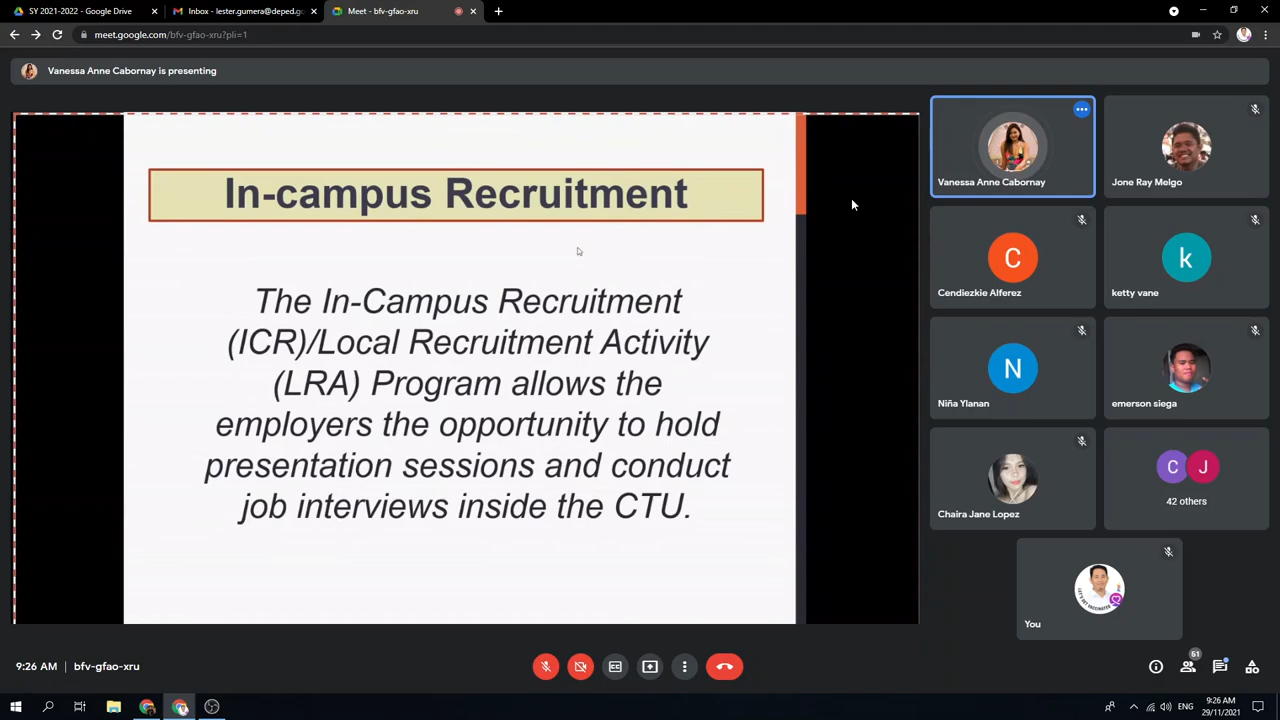 SY 2021-2022 - Google Drive
Inbox - lester.gumera@deped.g
Meet - bfv-gfao-xru
meet.google.com/bfv-gfao-xru?pli=1
Vanessa Anne Cabornay is presenting
In-campus Recruitment
The In-Campus Recruitment
(ICR)/Local Recruitment Activity
(LRA) Program allows the
employers the opportunity to hold
presentation sessions and conduct
job interviews inside the CTU.
Vanessa Anne Cabornay
Jone Ray Melgo
C
Cendiezkie Alferez
k
ketty vane
N
Niña Ylanan
emerson siega
Chaira Jane Lopez
C J
42 others
You
9:26 AM | bfv-gfao-xru
61
ENG
9:26 AM
29/11/2021